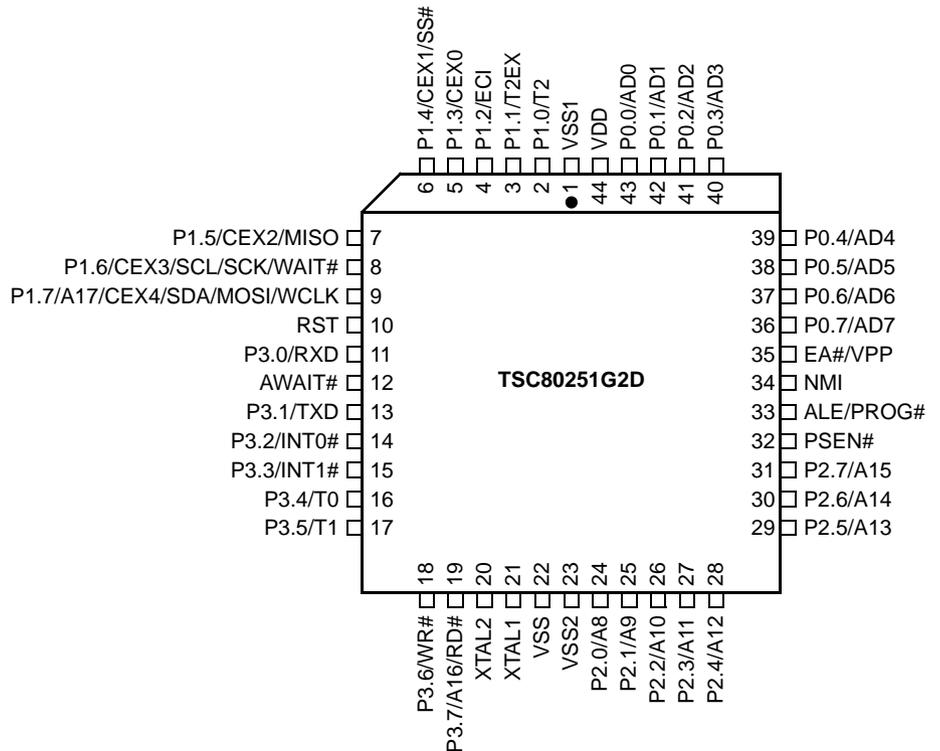 P1.4/CEX1/SS#
P1.3/CEX0
P1.2/ECI
P1.1/T2EX
P1.0/T2
VSS1
VDD
P0.0/AD0
P0.1/AD1
P0.2/AD2
P0.3/AD3
6
5
4
3
2
1
44
43
42
41
40
P1.5/CEX2/MISO 7
P1.6/CEX3/SCL/SCK/WAIT# 8
P1.7/A17/CEX4/SDA/MOSI/WCLK 9
RST 10
P3.0/RXD 11
AWAIT# 12
P3.1/TXD 13
P3.2/INT0# 14
P3.3/INT1# 15
P3.4/T0 16
P3.5/T1 17
TSC80251G2D
39 P0.4/AD4
38 P0.5/AD5
37 P0.6/AD6
36 P0.7/AD7
35 EA#/VPP
34 NMI
33 ALE/PROG#
32 PSEN#
31 P2.7/A15
30 P2.6/A14
29 P2.5/A13
18
19
20
21
22
23
24
25
26
27
28
P3.6/WR#
P3.7/A16/RD#
XTAL2
XTAL1
VSS
VSS2
P2.0/A8
P2.1/A9
P2.2/A10
P2.3/A11
P2.4/A12